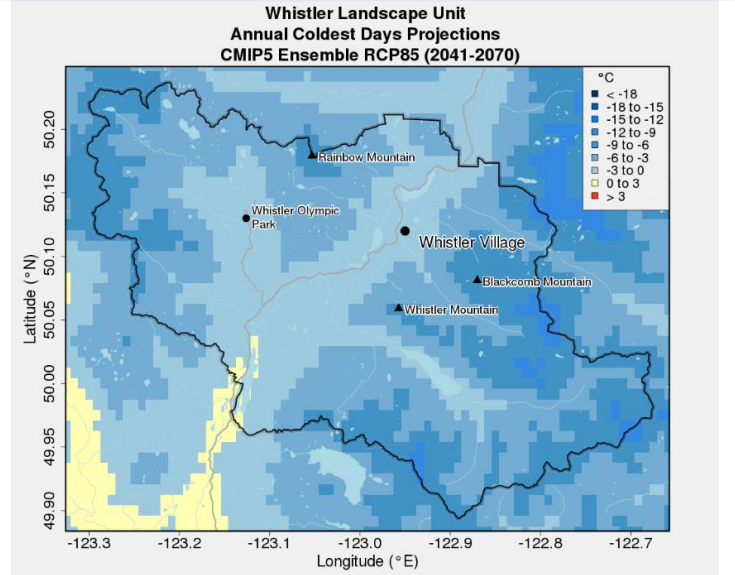 Whistler Landscape Unit
Annual Coldest Days Projections
CMIP5 Ensemble RCP85 (2041-2070)
°C
< -18
-18 to -15
-15 to -12
-12 to -9
-9 to -6
-6 to -3
-3 to 0
0 to 3
> 3
Rainbow Mountain
Whistler Olympic
Park
Whistler Village
Blackcomb Mountain
Whistler Mountain
Latitude (°N)
50.20
50.15
50.10
50.05
50.00
49.95
49.90
-123.3 -123.2 -123.1 -123.0 -122.9 -122.8 -122.7
Longitude (°E)